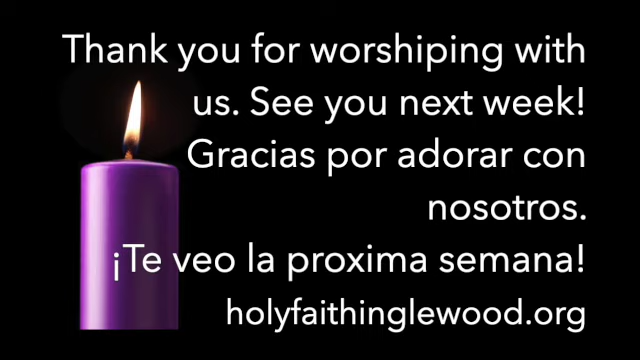 Thank you for worshiping with
us. See you next week!
Gracias por adorar con
nosotros.
¡Te veo la proxima semana!
holyfaithinglewood.org